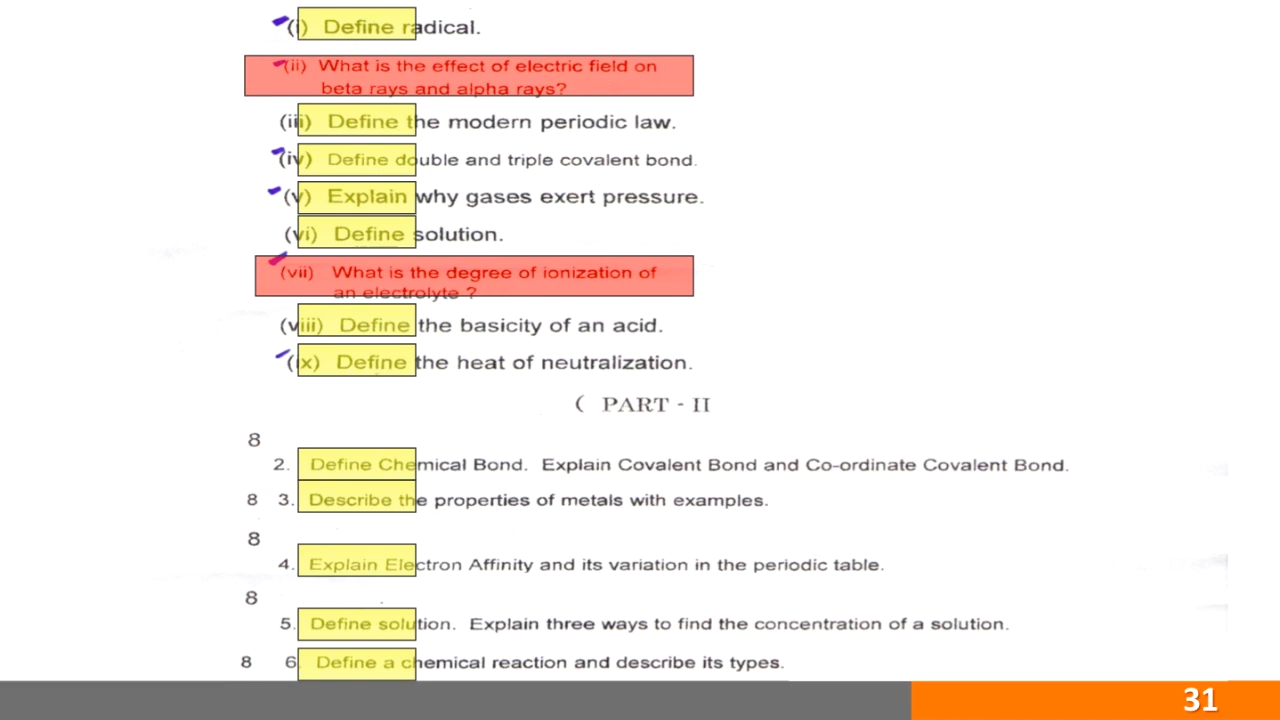 (i) Define radical.
(ii) What is the effect of electric field on
beta rays and alpha rays?
(iii) Define the modern periodic law.
(iv) Define double and triple covalent bond.
(v) Explain why gases exert pressure.
(vi) Define solution.
(vii) What is the degree of ionization of
an electrolyte ?
(viii) Define the basicity of an acid.
(ix) Define the heat of neutralization.
( PART - II
8
2. Define Chemical Bond. Explain Covalent Bond and Co-ordinate Covalent Bond.
8 3. Describe the properties of metals with examples.
8
4. Explain Electron Affinity and its variation in the periodic table.
8
5. Define solution. Explain three ways to find the concentration of a solution.
8 6. Define a chemical reaction and describe its types.
31